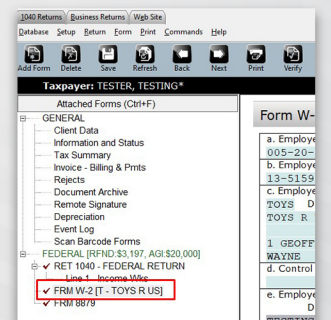 1040 Returns Business Returns Web Site
Database Setup Return Form Print Commands Help
Add Form Delete Save Refresh Back Next Print Verify
Taxpayer: TESTER, TESTING*
Attached Forms (Ctrl+F)
GENERAL
Client Data
Information and Status
Tax Summary
Invoice - Billing & Pmts
Rejects
Document Archive
Remote Signature
Depreciation
Event Log
Scan Barcode Forms
FEDERAL [RFND:$3,197, AGI:$20,000]
RET 1040 - FEDERAL RETURN
Line 1 - Income Wks
FRM W-2 [T - TOYS R US]
FRM 8879
Form W-
a. Employe
005-20-
b. Employe
13-5159
c. Employe
TOYS D
TOYS R
1 GEOFF
WAYNE
d. Control
e. Employe
D